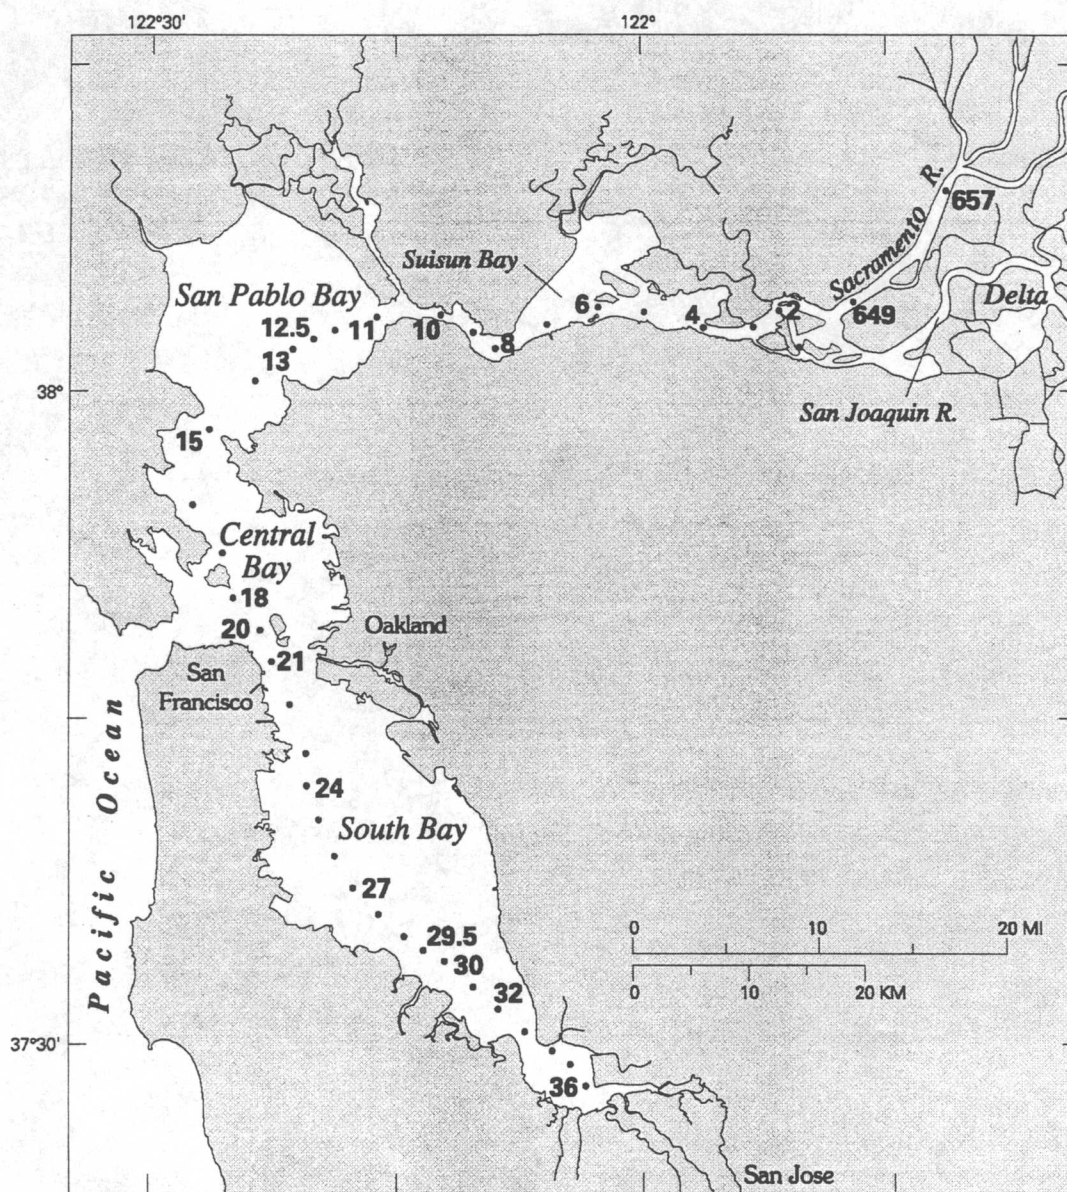 122°30'
122°
R.
657
Sacramento
Suisun Bay
San Pablo Bay
6
2
Delta
12.5
11
10
4
649
8
13
38°
San Joaquin R.
15
Central
Bay
18
20
Oakland
21
San
Francisco
Pacific Ocean
24
South Bay
27
29.5
0 10 20 MI
30
32
0 10 20 KM
37°30'
36
San Jose